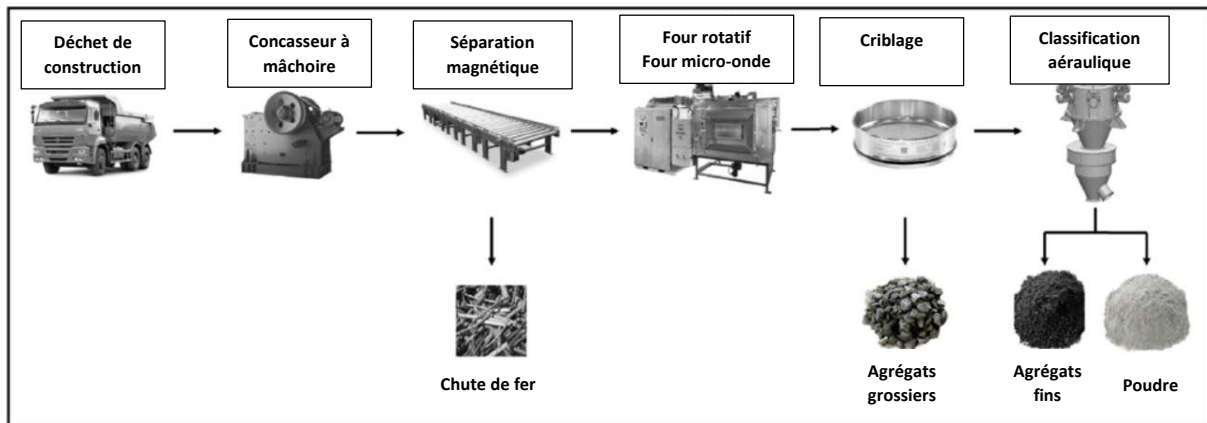 Déchet de
construction
Concasseur à
mâchoire
Séparation
magnétique
Four rotatif
Four micro-onde
Criblage
Classification
aéraulique
Chute de fer
Agrégats
grossiers
Agrégats
fins
Poudre